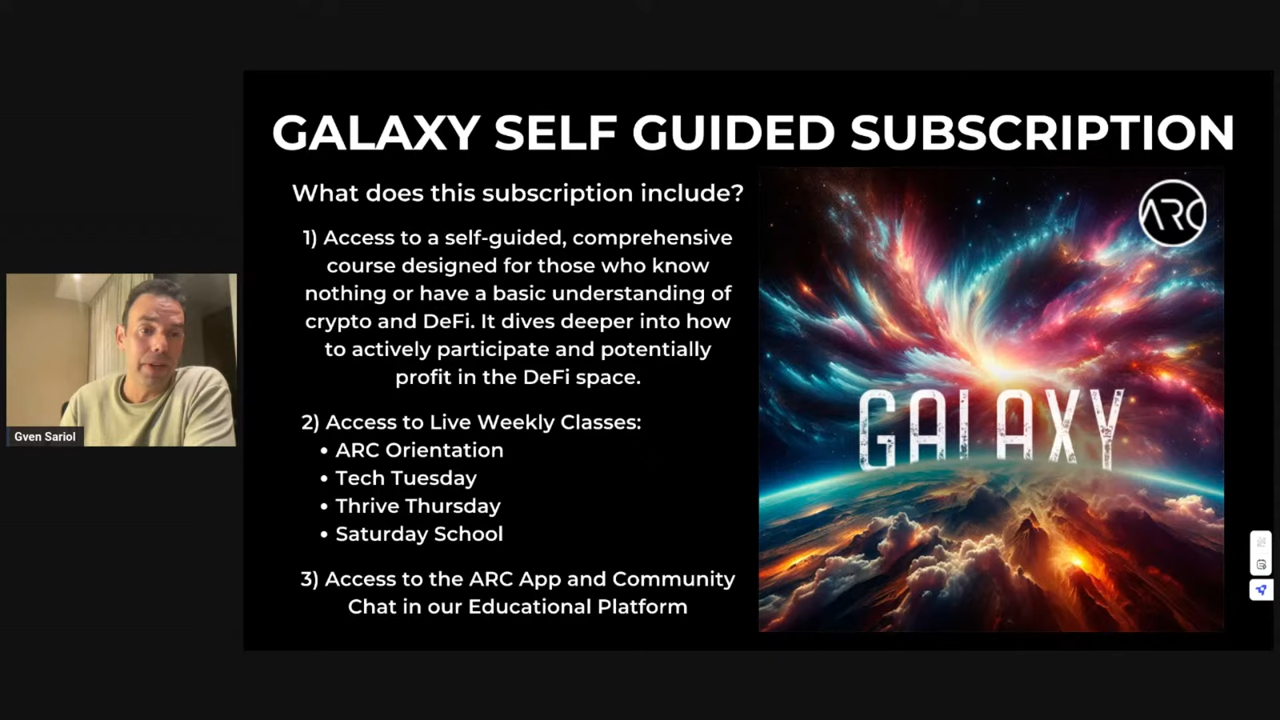 GALAXY SELF GUIDED SUBSCRIPTION
What does this subscription include?
1) Access to a self-guided, comprehensive
course designed for those who know
nothing or have a basic understanding of
crypto and DeFi. It dives deeper into how
to actively participate and potentially
profit in the DeFi space.
2) Access to Live Weekly Classes:
• ARC Orientation
• Tech Tuesday
• Thrive Thursday
• Saturday School
3) Access to the ARC App and Community
Chat in our Educational Platform
ARC
GALAXY
Gven Sariol